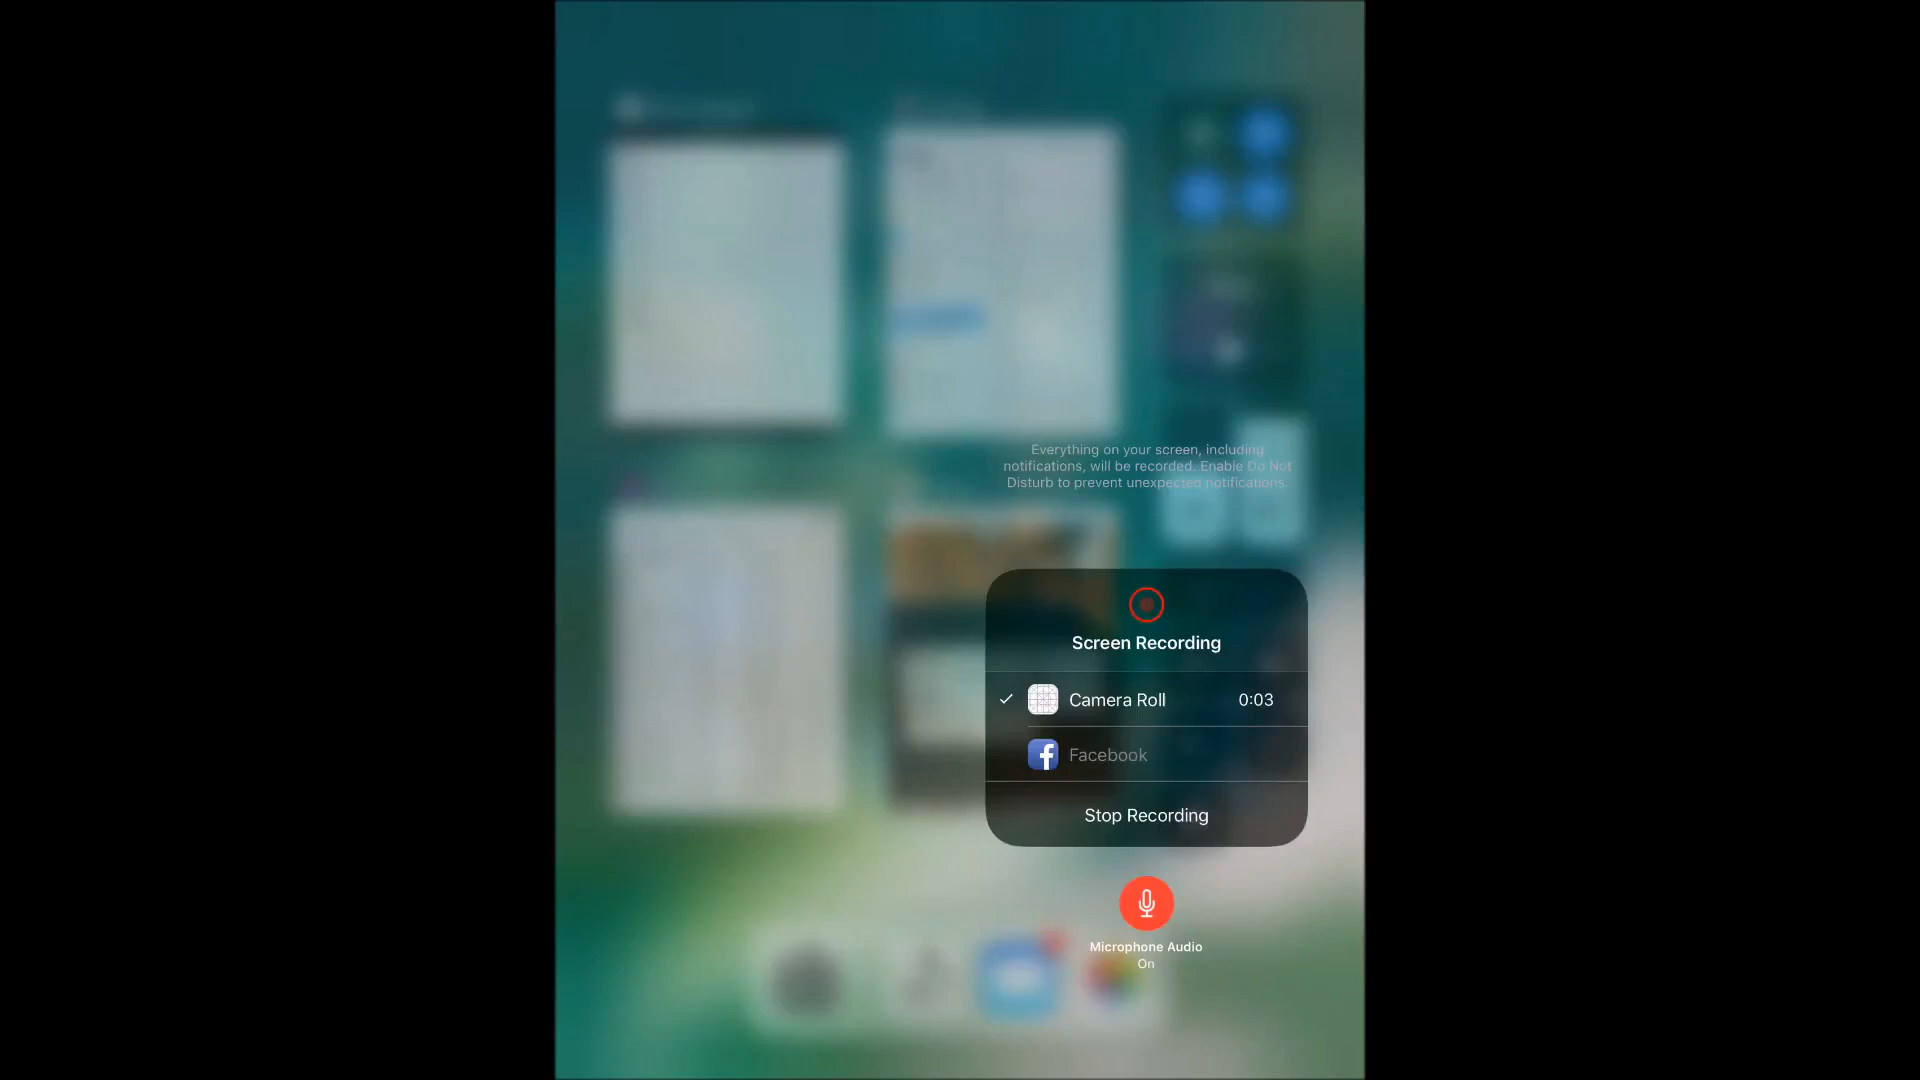 Everything on your screen, including
notifications, will be recorded. Enable Do Not
Disturb to prevent unexpected notifications.
Screen Recording
Camera Roll 0:03
Facebook
Stop Recording
Microphone Audio
On